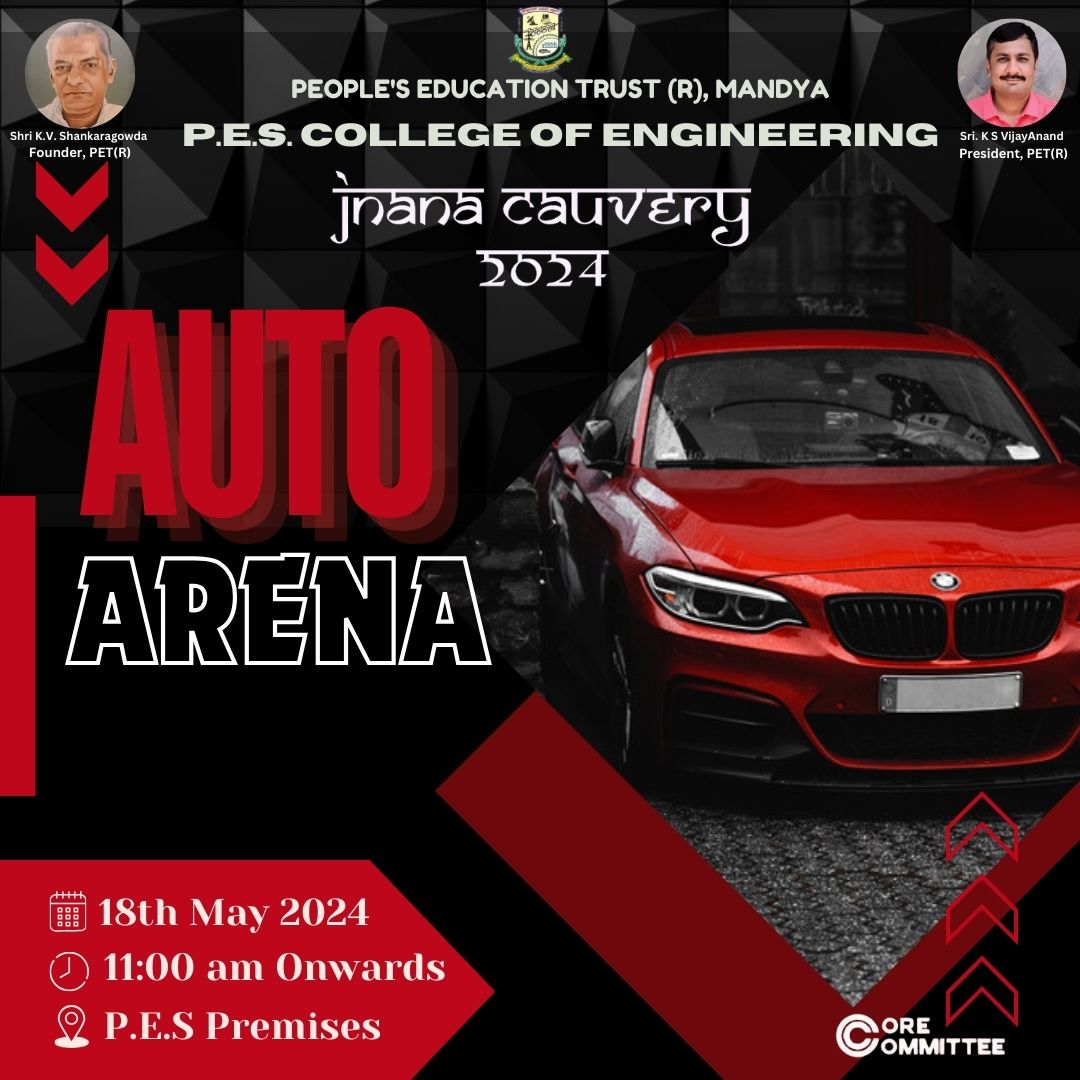 PEOPLE'S EDUCATION TRUST (R), MANDYA
P.E.S. COLLEGE OF ENGINEERING
Shri K.V. Shankaragowda
Founder, PET(R)
Sri. K S VijayAnand
President, PET(R)
Jnana Cauvery
2024
AUTO
ARENA
18th May 2024
11:00 am Onwards
P.E.S Premises
CORE
COMMITTEE